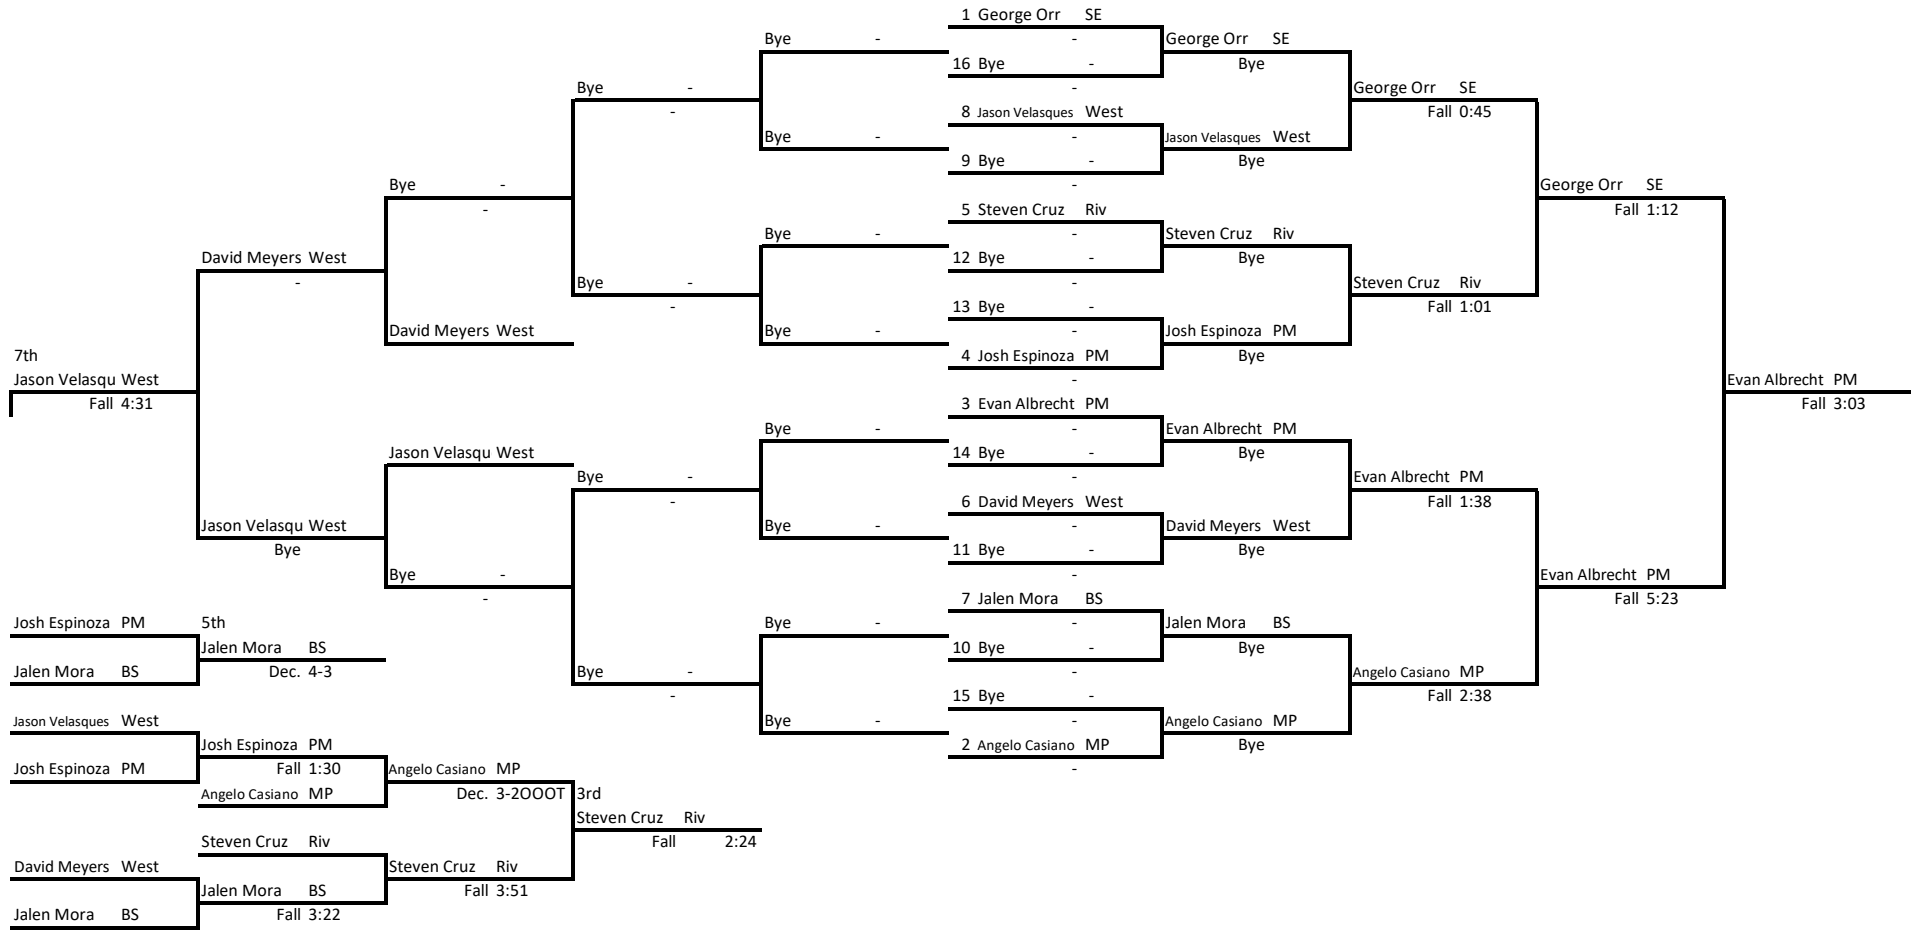 1 George Orr SE
Bye - - George Orr SE
16 Bye - Bye
Bye - - George Orr SE
- 8 Jason Velasques West Fall 0:45
Bye - - Jason Velasques West
9 Bye - Bye
Bye - - George Orr SE
- 5 Steven Cruz Riv Fall 1:12
Bye - - Steven Cruz Riv
David Meyers West 12 Bye - Bye
- Bye - - Steven Cruz Riv
- 13 Bye - Fall 1:01
David Meyers West Bye - - Josh Espinoza PM
7th 4 Josh Espinoza PM Bye
Jason Velasqu West - Evan Albrecht PM
Fall 4:31 3 Evan Albrecht PM Fall 3:03
Bye - - Evan Albrecht PM
Jason Velasqu West 14 Bye - Bye
Bye - - Evan Albrecht PM
- 6 David Meyers West Fall 1:38
Jason Velasqu West Bye - - David Meyers West
Bye 11 Bye - Bye
Bye - - Evan Albrecht PM
- 7 Jalen Mora BS Fall 5:23
Josh Espinoza PM 5th Bye - - Jalen Mora BS
Jalen Mora BS 10 Bye - Bye
Jalen Mora BS Dec. 4-3 Bye - - Angelo Casiano MP
- 15 Bye - Fall 2:38
Jason Velasques West Bye - - Angelo Casiano MP
Josh Espinoza PM 2 Angelo Casiano MP Bye
Josh Espinoza PM Fall 1:30 Angelo Casiano MP -
Angelo Casiano MP Dec. 3-2OOOT 3rd
Steven Cruz Riv
Steven Cruz Riv Fall 2:24
David Meyers West Steven Cruz Riv
Jalen Mora BS Fall 3:51
Jalen Mora BS Fall 3:22